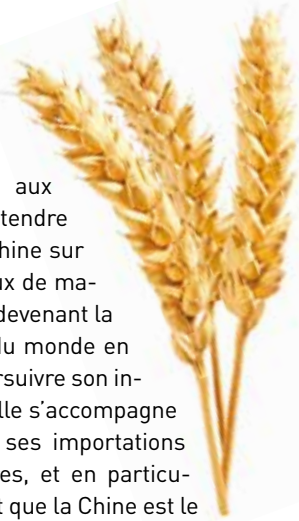 aux
tendre
hine sur
ux de ma-
devenant la
du monde en
rsuivre son in-
lle s'accompagne
ses importations
es, et en particu-
t que la Chine est le